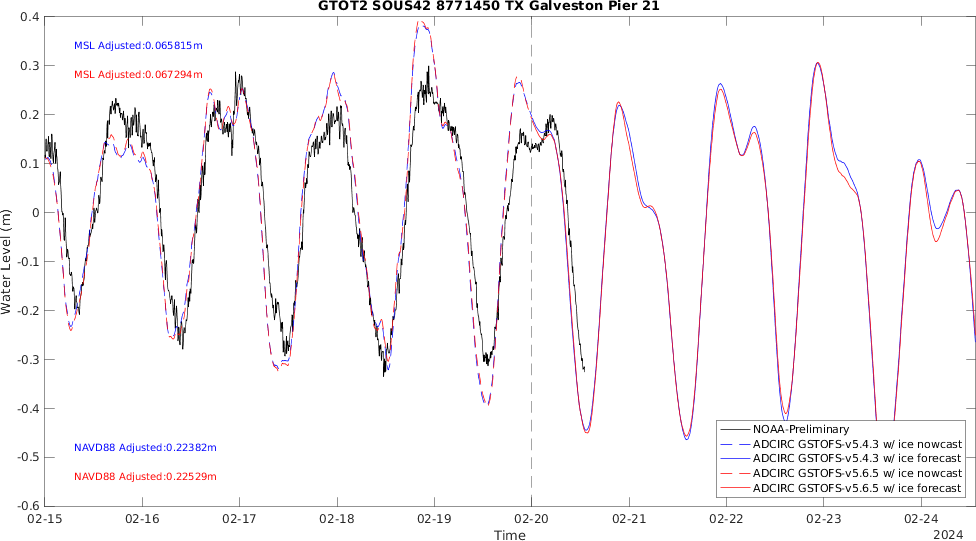 GTOT2 SOUS42 8771450 TX Galveston Pier 21
0.4
MSL Adjusted:0.065815m
MSL Adjusted:0.067294m
0.3
0.2
0.1
0
-0.1
-0.2
-0.3
-0.4
-0.5
-0.6
Water Level (m)
NAVD88 Adjusted:0.22382m
NAVD88 Adjusted:0.22529m
NOAA-Preliminary
ADCIRC GSTOFS-v5.4.3 w/ ice nowcast
ADCIRC GSTOFS-v5.4.3 w/ ice forecast
ADCIRC GSTOFS-v5.6.5 w/ ice nowcast
ADCIRC GSTOFS-v5.6.5 w/ ice forecast
02-15 02-16 02-17 02-18 02-19 02-20 02-21 02-22 02-23 02-24
Time
2024